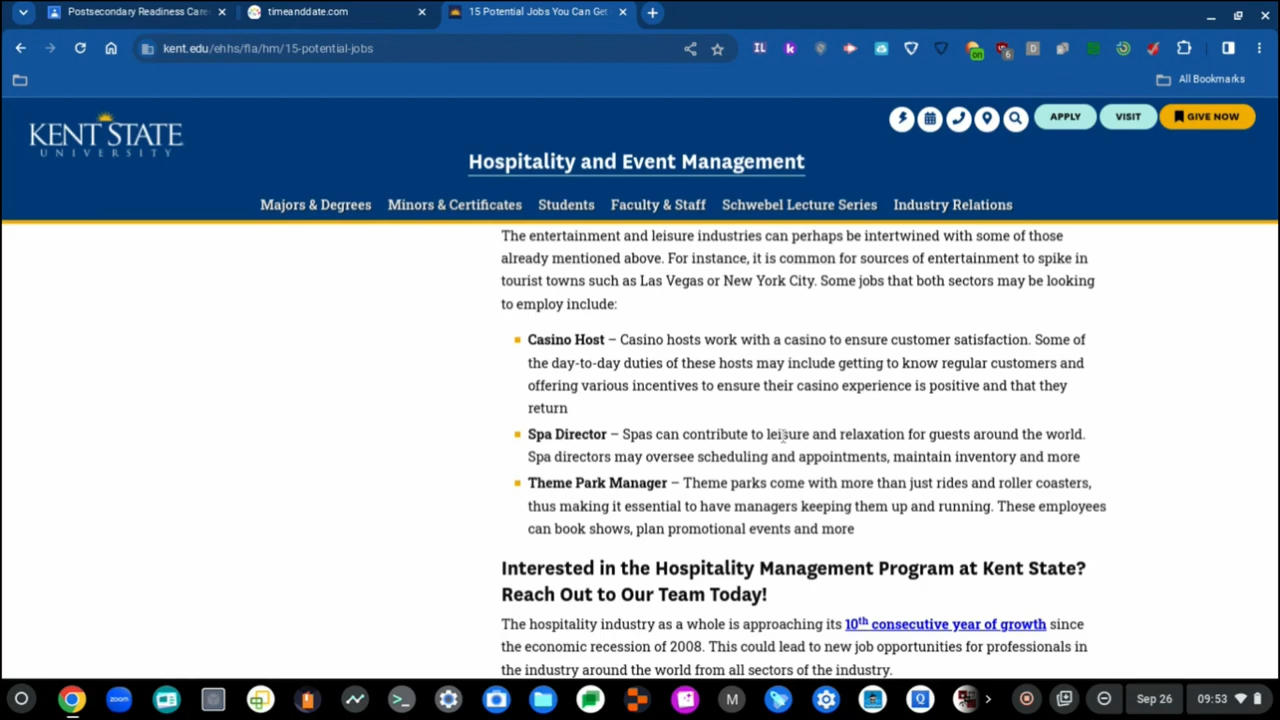 Postsecondary Readiness Care
timeanddate.com
15 Potential Jobs You Can Get
kent.edu/ehhs/fla/hm/15-potential-jobs
All Bookmarks
KENT STATE
UNIVERSITY
APPLY
VISIT
GIVE NOW
Hospitality and Event Management
Majors & Degrees
Minors & Certificates
Students
Faculty & Staff
Schwebel Lecture Series
Industry Relations
The entertainment and leisure industries can perhaps be intertwined with some of those
already mentioned above. For instance, it is common for sources of entertainment to spike in
tourist towns such as Las Vegas or New York City. Some jobs that both sectors may be looking
to employ include:
Casino Host – Casino hosts work with a casino to ensure customer satisfaction. Some of
the day-to-day duties of these hosts may include getting to know regular customers and
offering various incentives to ensure their casino experience is positive and that they
return
Spa Director – Spas can contribute to leisure and relaxation for guests around the world.
Spa directors may oversee scheduling and appointments, maintain inventory and more
Theme Park Manager – Theme parks come with more than just rides and roller coasters,
thus making it essential to have managers keeping them up and running. These employees
can book shows, plan promotional events and more
Interested in the Hospitality Management Program at Kent State?
Reach Out to Our Team Today!
The hospitality industry as a whole is approaching its 10th consecutive year of growth since
the economic recession of 2008. This could lead to new job opportunities for professionals in
the industry around the world from all sectors of the industry.
zoom
M
Sep 26
09:53